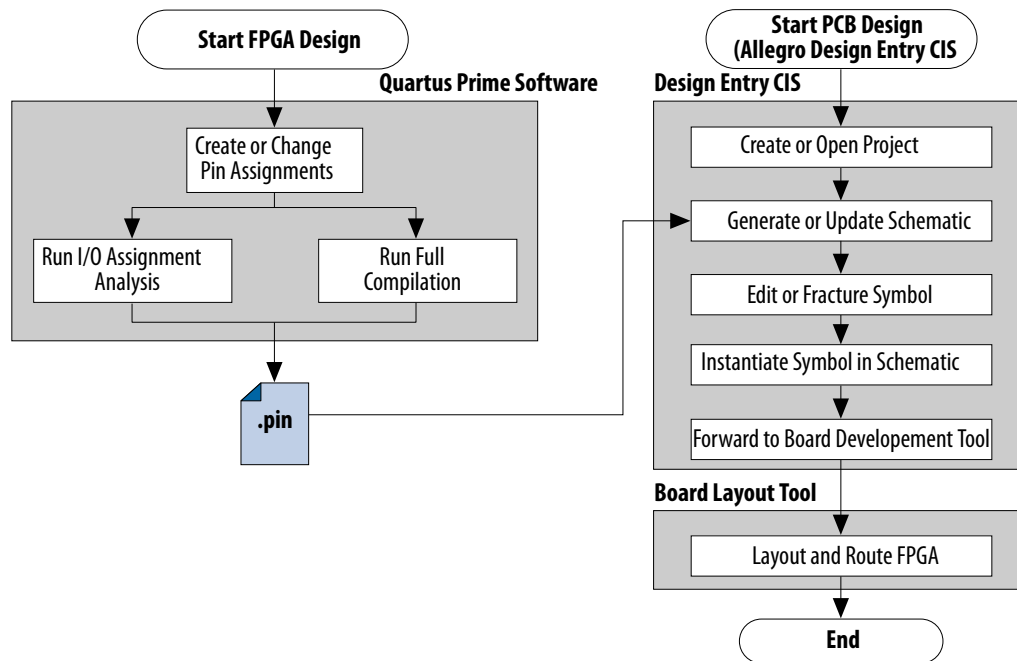 Start FPGA Design
Quartus Prime Software
Create or Change
Pin Assignments
Run I/O Assignment
Analysis
Run Full
Compilation
.pin
Start PCB Design
(Allegro Design Entry CIS
Design Entry CIS
Create or Open Project
Generate or Update Schematic
Edit or Fracture Symbol
Instantiate Symbol in Schematic
Forward to Board Developement Tool
Board Layout Tool
Layout and Route FPGA
End